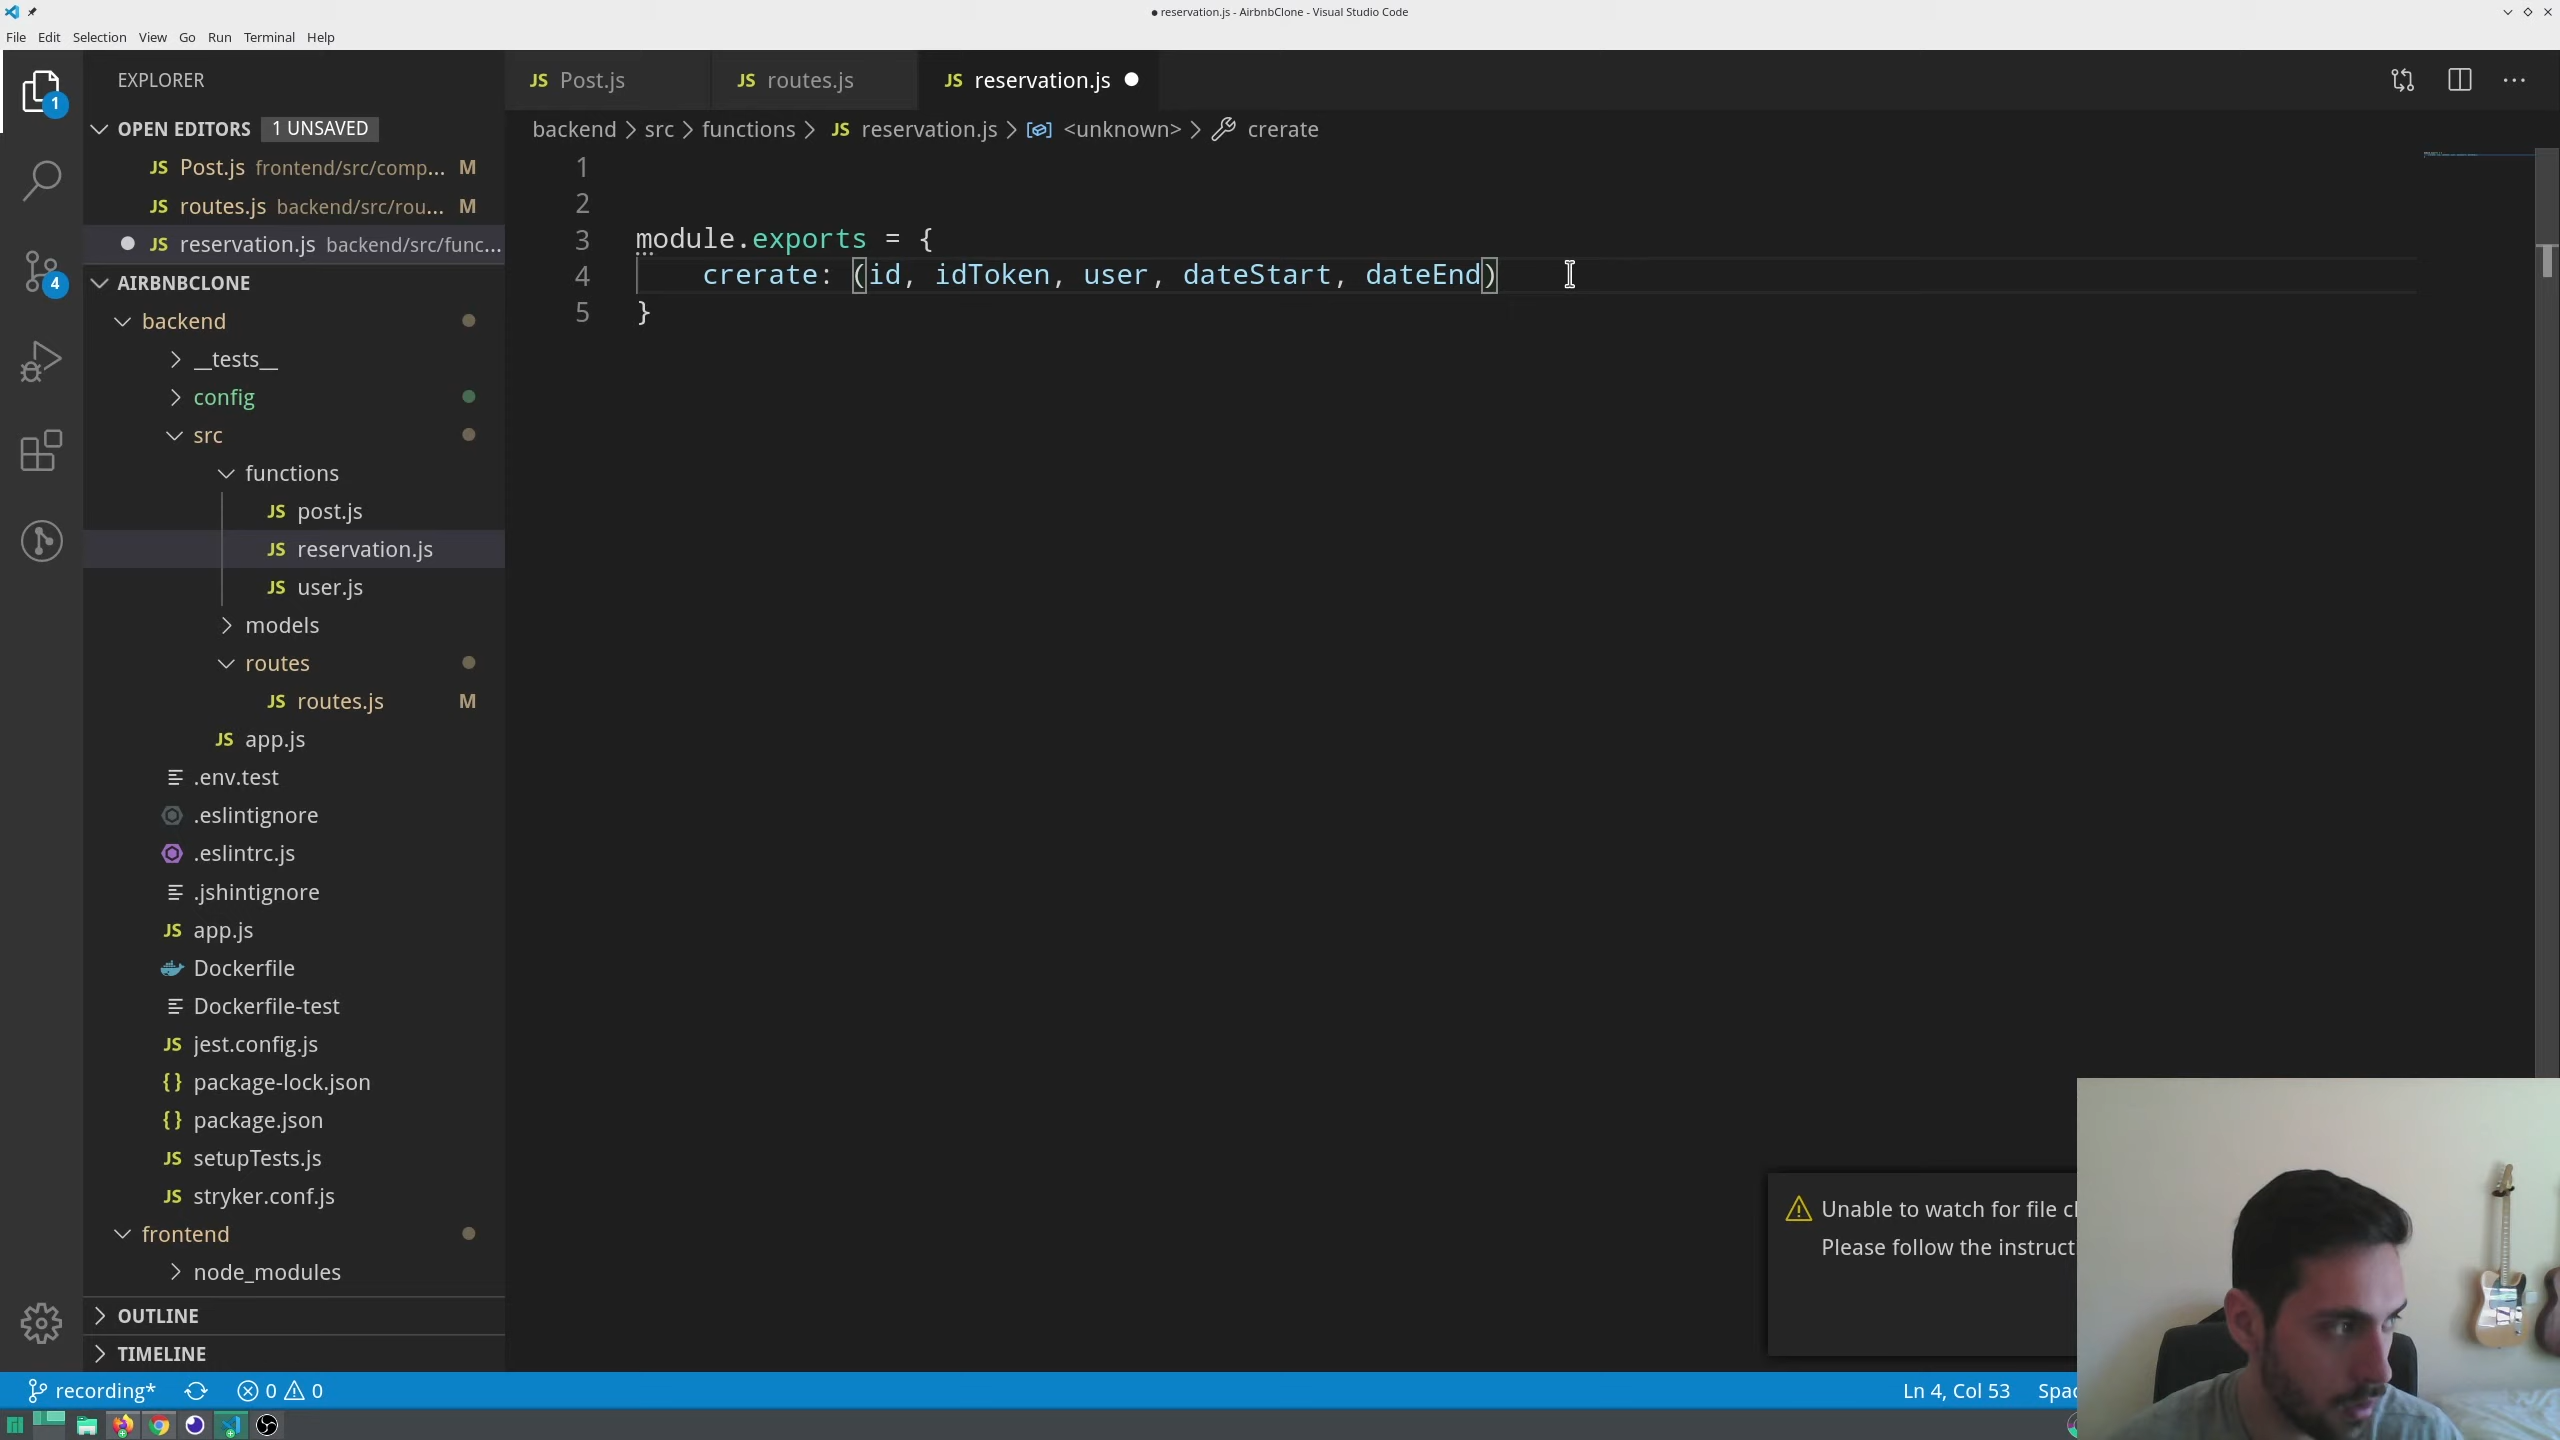 ● reservation.js - AirbnbClone - Visual Studio Code
File Edit Selection View Go Run Terminal Help
EXPLORER
JS Post.js
JS routes.js
JS reservation.js
1
OPEN EDITORS 1 UNSAVED
backend > src > functions > JS reservation.js > <unknown> > crerate
JS Post.js frontend/src/comp... M
JS routes.js backend/src/rou... M
JS reservation.js backend/src/func...
4
AIRBNBCLONE
backend
__tests__
config
src
functions
JS post.js
JS reservation.js
JS user.js
models
routes
JS routes.js M
JS app.js
.env.test
.eslintignore
.eslintrc.js
.jshintignore
JS app.js
Dockerfile
Dockerfile-test
JS jest.config.js
{} package-lock.json
{} package.json
JS setupTests.js
JS stryker.conf.js
frontend
node_modules
OUTLINE
TIMELINE
1
2
3 module.exports = {
4 crerate: (id, idToken, user, dateStart, dateEnd)
5 }
Unable to watch for file
Please follow the
recording* 0 0
Ln 4, Col 53